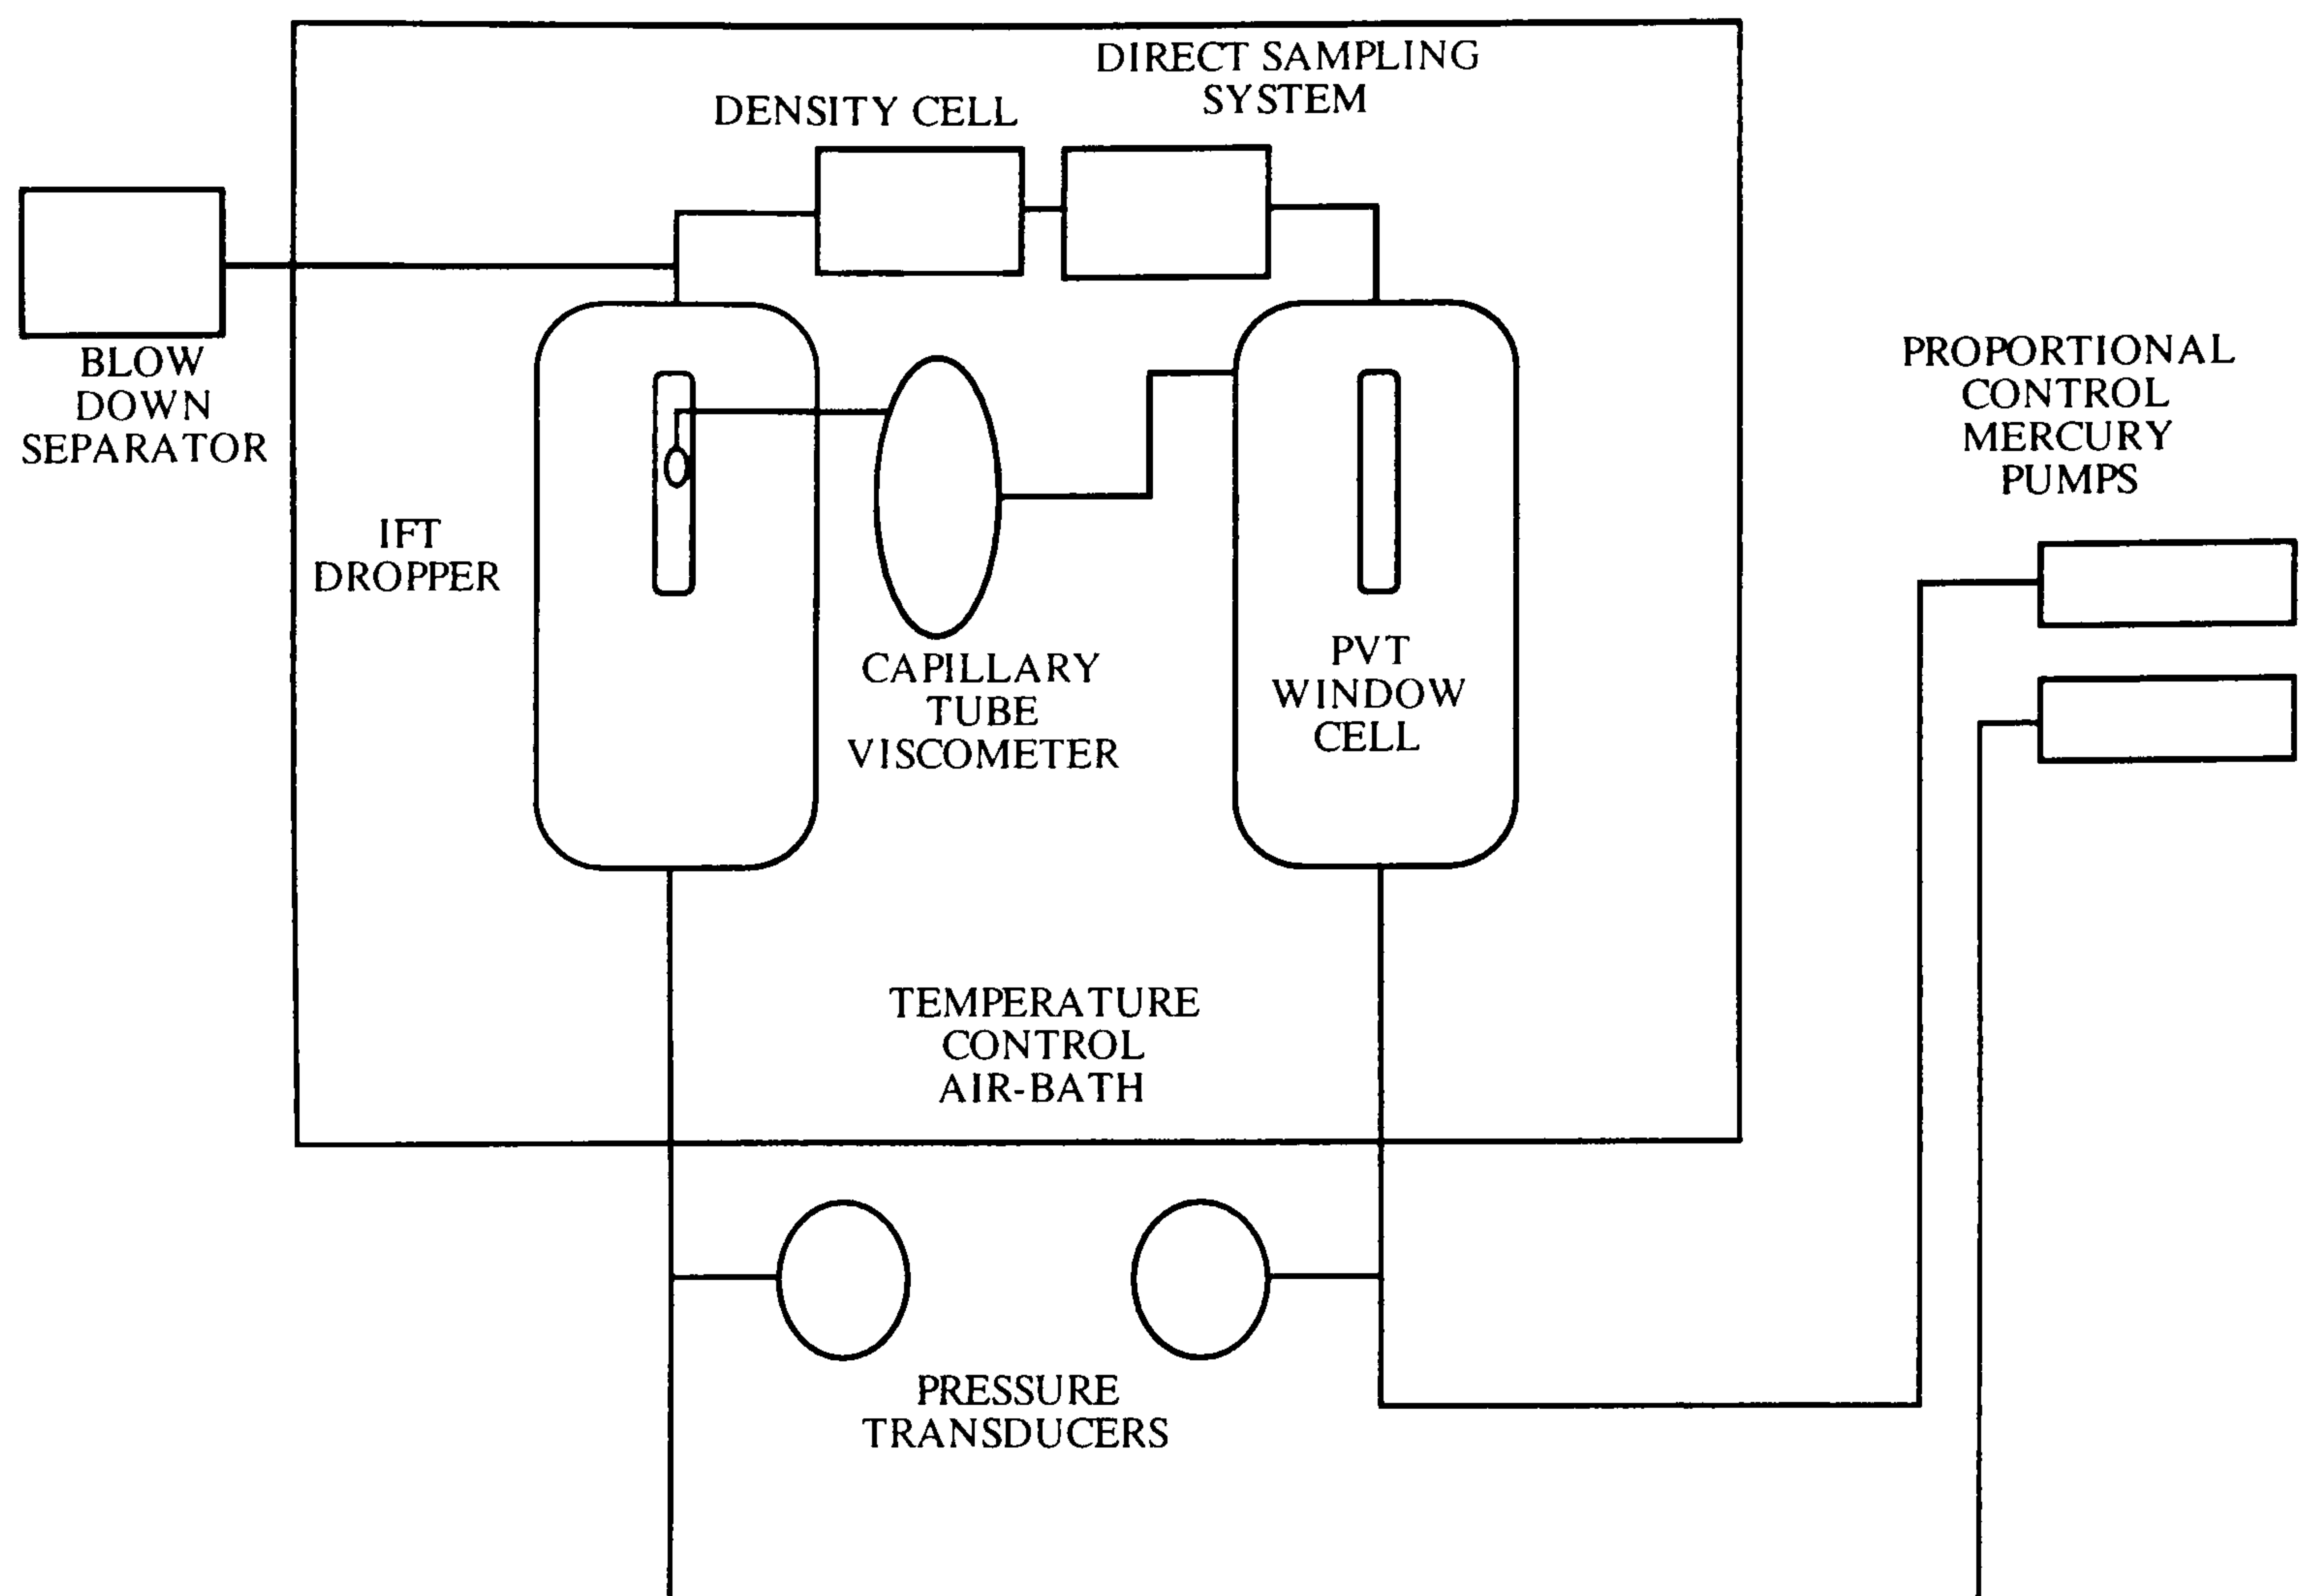 DIRECT SAMPLING
SYSTEM
DENSITY CELL
BLOW
DOWN
SEPARATOR
PROPORTIONAL
CONTROL
MERCURY
PUMPS
IFT
DROPPER
CAPILLARY
TUBE
VISCOMETER
PVT
WINDOW
CELL
TEMPERATURE
CONTROL
AIR-BATH
PRESSURE
TRANSDUCERS